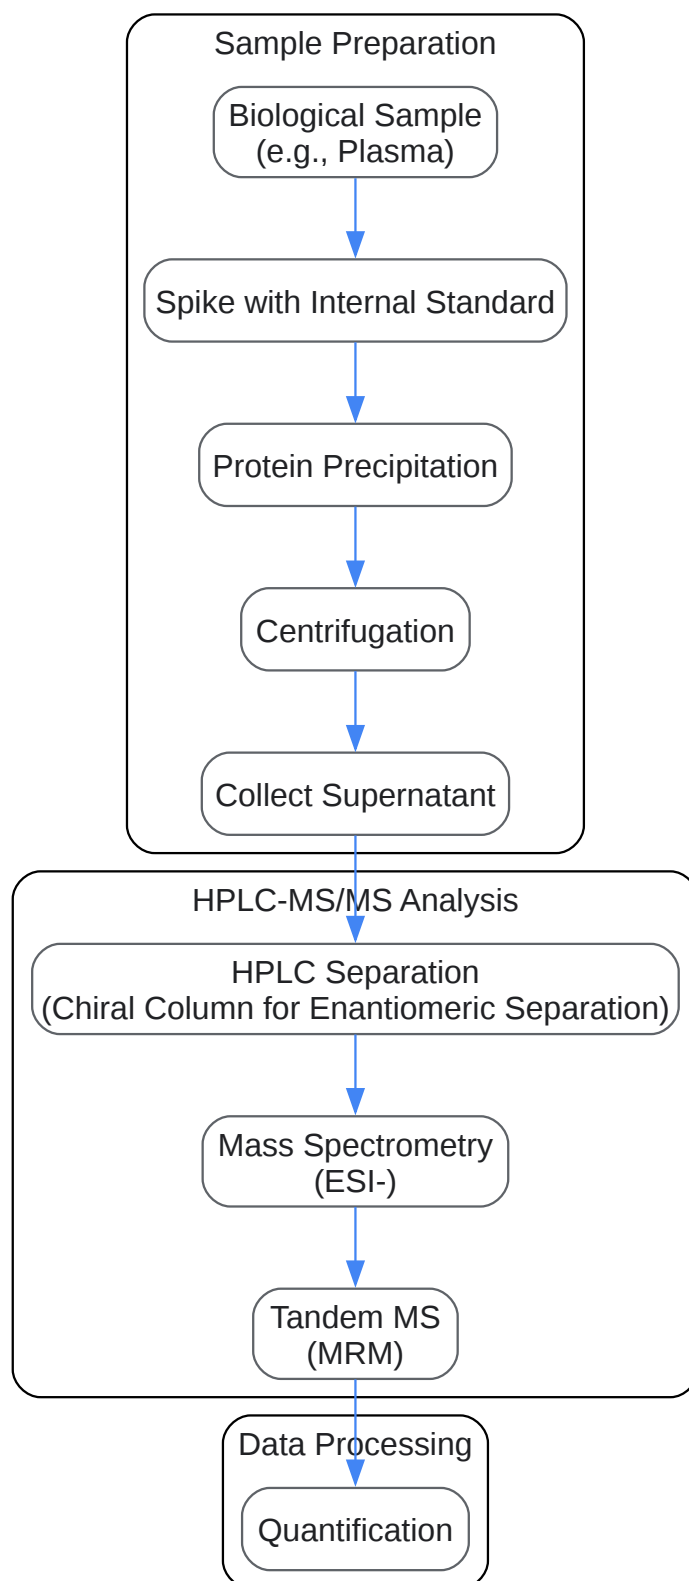 Sample Preparation
Biological Sample
(e.g., Plasma)
Spike with Internal Standard
Protein Precipitation
Centrifugation
Collect Supernatant
HPLC-MS/MS Analysis
HPLC Separation
(Chiral Column for Enantiomeric Separation)
Mass Spectrometry
(ESI-)
Tandem MS
(MRM)
Data Processing
Quantification